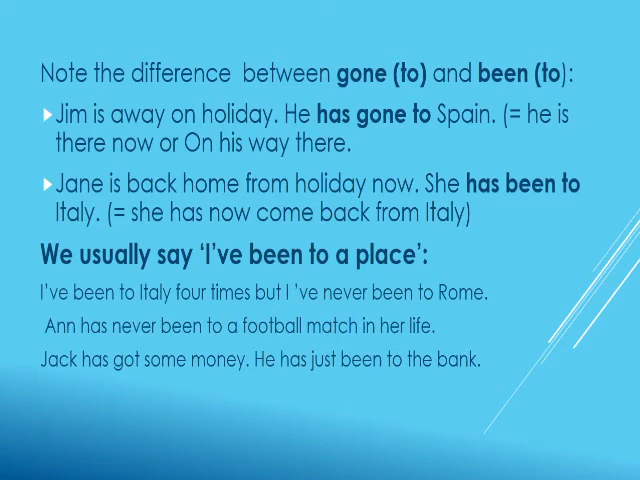 Note the difference  between gone (to) and been (to):
Jim is away on holiday. He has gone to Spain. (= he is
there now or On his way there.
Jane is back home from holiday now. She has been to
Italy. (= she has now come back from Italy)
We usually say ‘I’ve been to a place’:
I’ve been to Italy four times but I ’ve never been to Rome.
Ann has never been to a football match in her life.
Jack has got some money. He has just been to the bank.